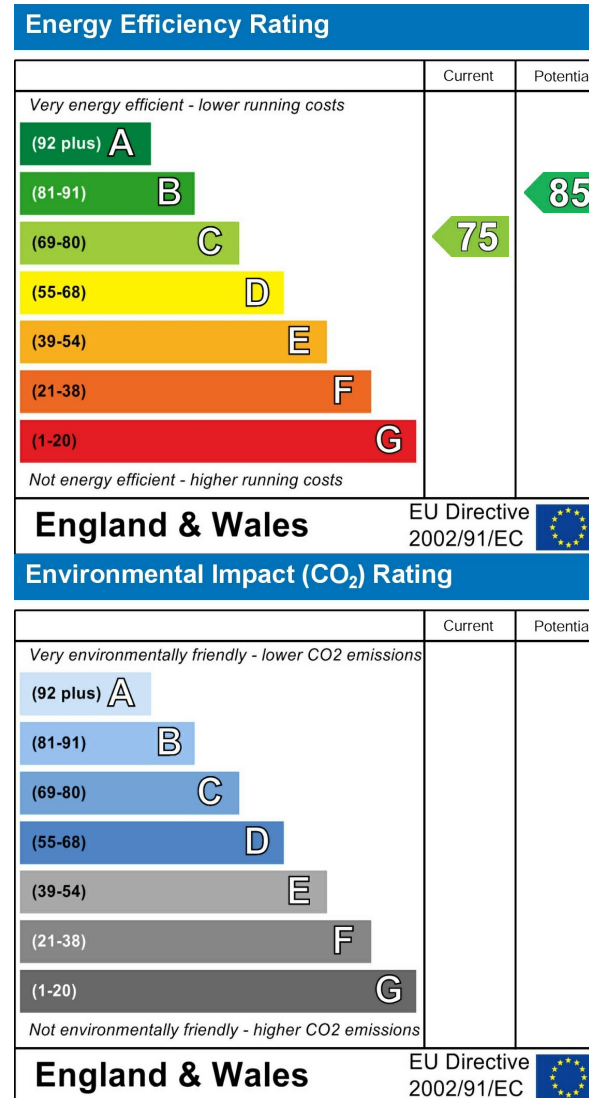 Energy Efficiency Rating
Current Potentia
Very energy efficient - lower running costs
(92 plus) A
(81-91) B
(69-80) C
(55-68) D
(39-54) E
(21-38) F
(1-20) G
75
85
Not energy efficient - higher running costs
England & Wales
EU Directive
2002/91/EC
Environmental Impact (CO₂) Rating
Current Potentia
Very environmentally friendly - lower CO2 emissions
(92 plus) A
(81-91) B
(69-80) C
(55-68) D
(39-54) E
(21-38) F
(1-20) G
Not environmentally friendly - higher CO2 emissions
England & Wales
EU Directive
2002/91/EC